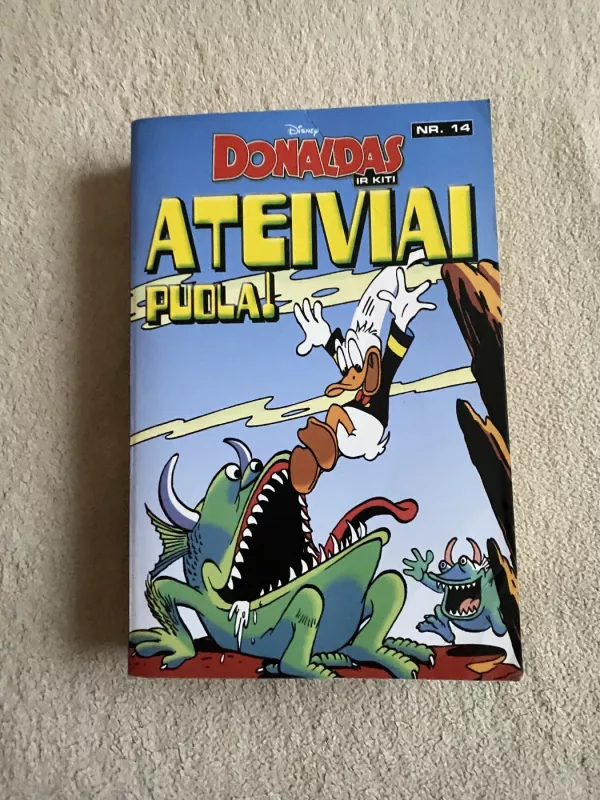 Disney
DONALDAS
IR KITI
NR. 14
ATEIVIAI
PUOLA!